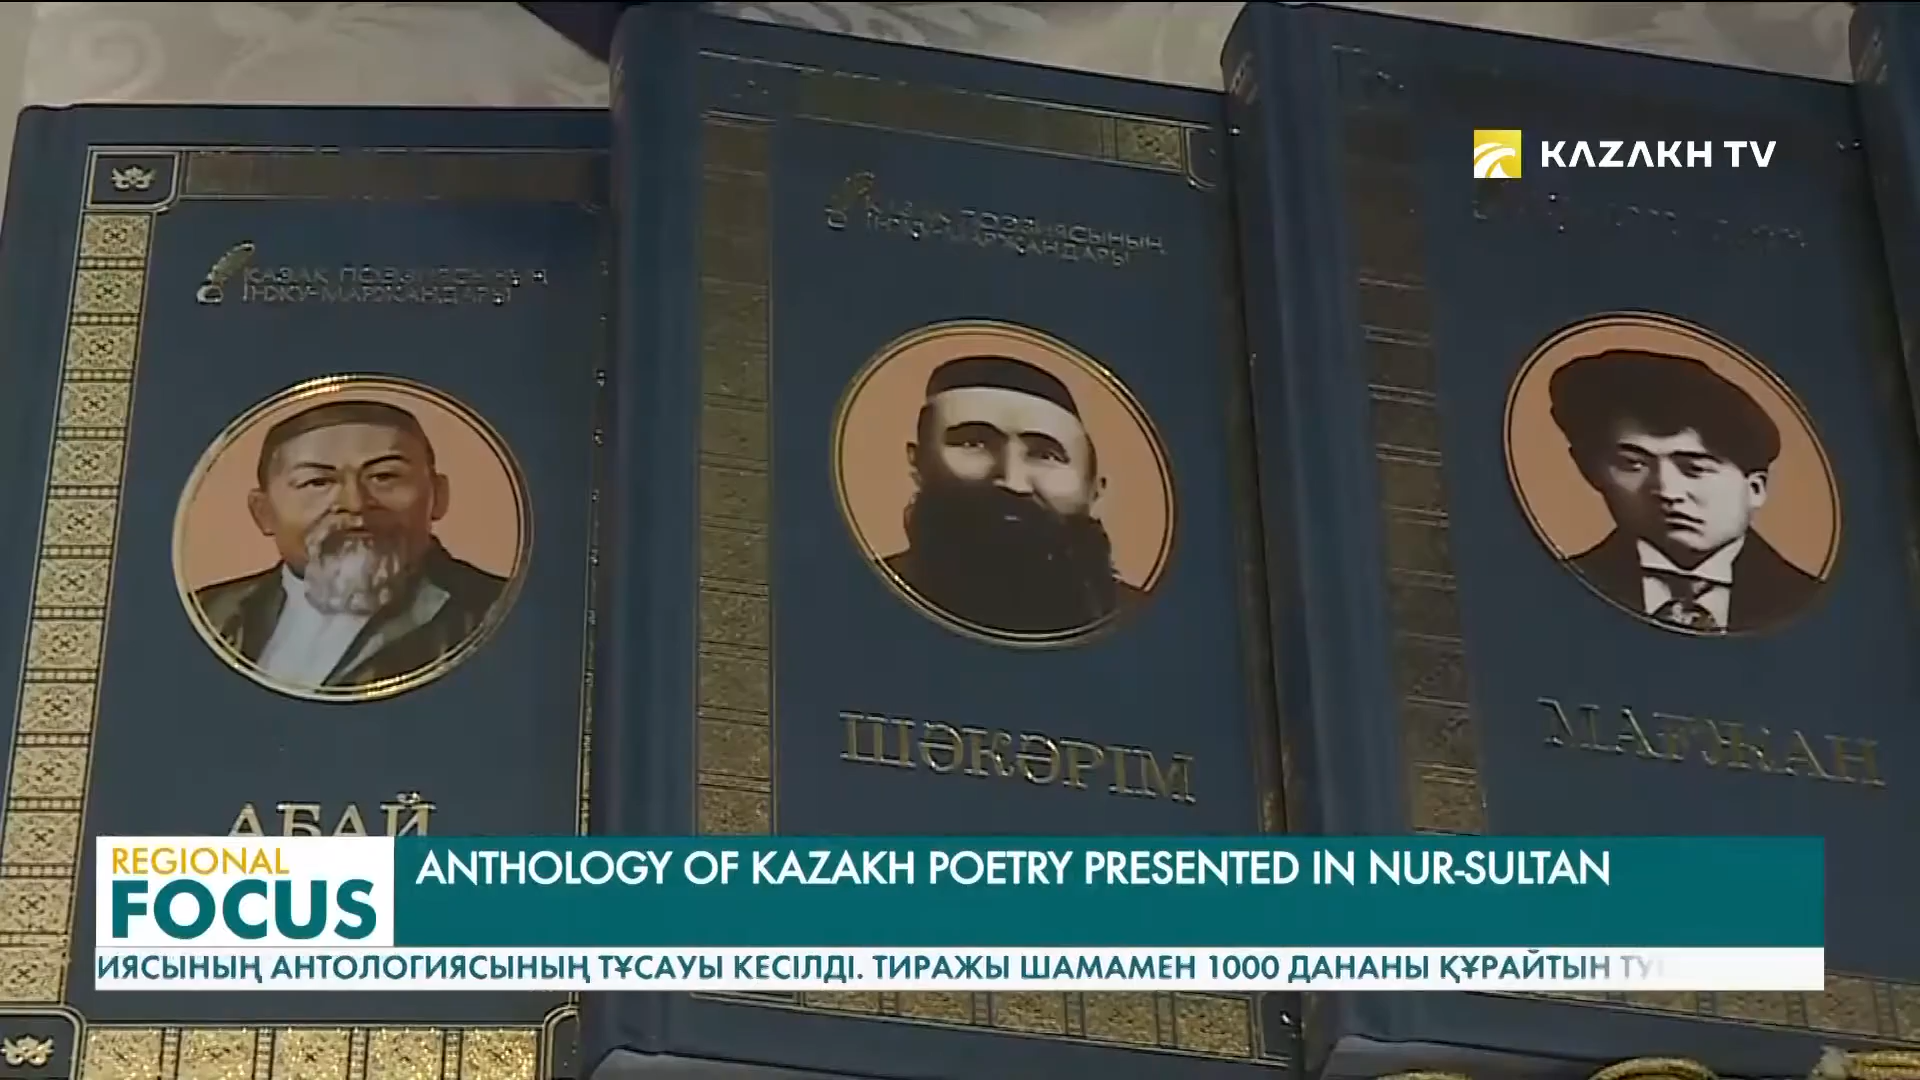 KAZAKH TV
ҚАЗАҚ ПОЭЗИЯСЫНЫҢ
ІНЖУ-МАРЖАНДАРЫ
АБАЙ
ҚАЗАҚ ПОЭЗИЯСЫНЫҢ
ІНЖУ-МАРЖАНДАРЫ
ШӘКӘРІМ
МАҒЖАН
REGIONAL
FOCUS
ANTHOLOGY OF KAZAKH POETRY PRESENTED IN NUR-SULTAN
ИЯСЫНЫҢ АНТОЛОГИЯСЫНЫҢ ТҰСАУЫ КЕСІЛДІ. ТИРАЖЫ ШАМАМЕН 1000 ДАНАНЫ ҚҰРАЙТЫН